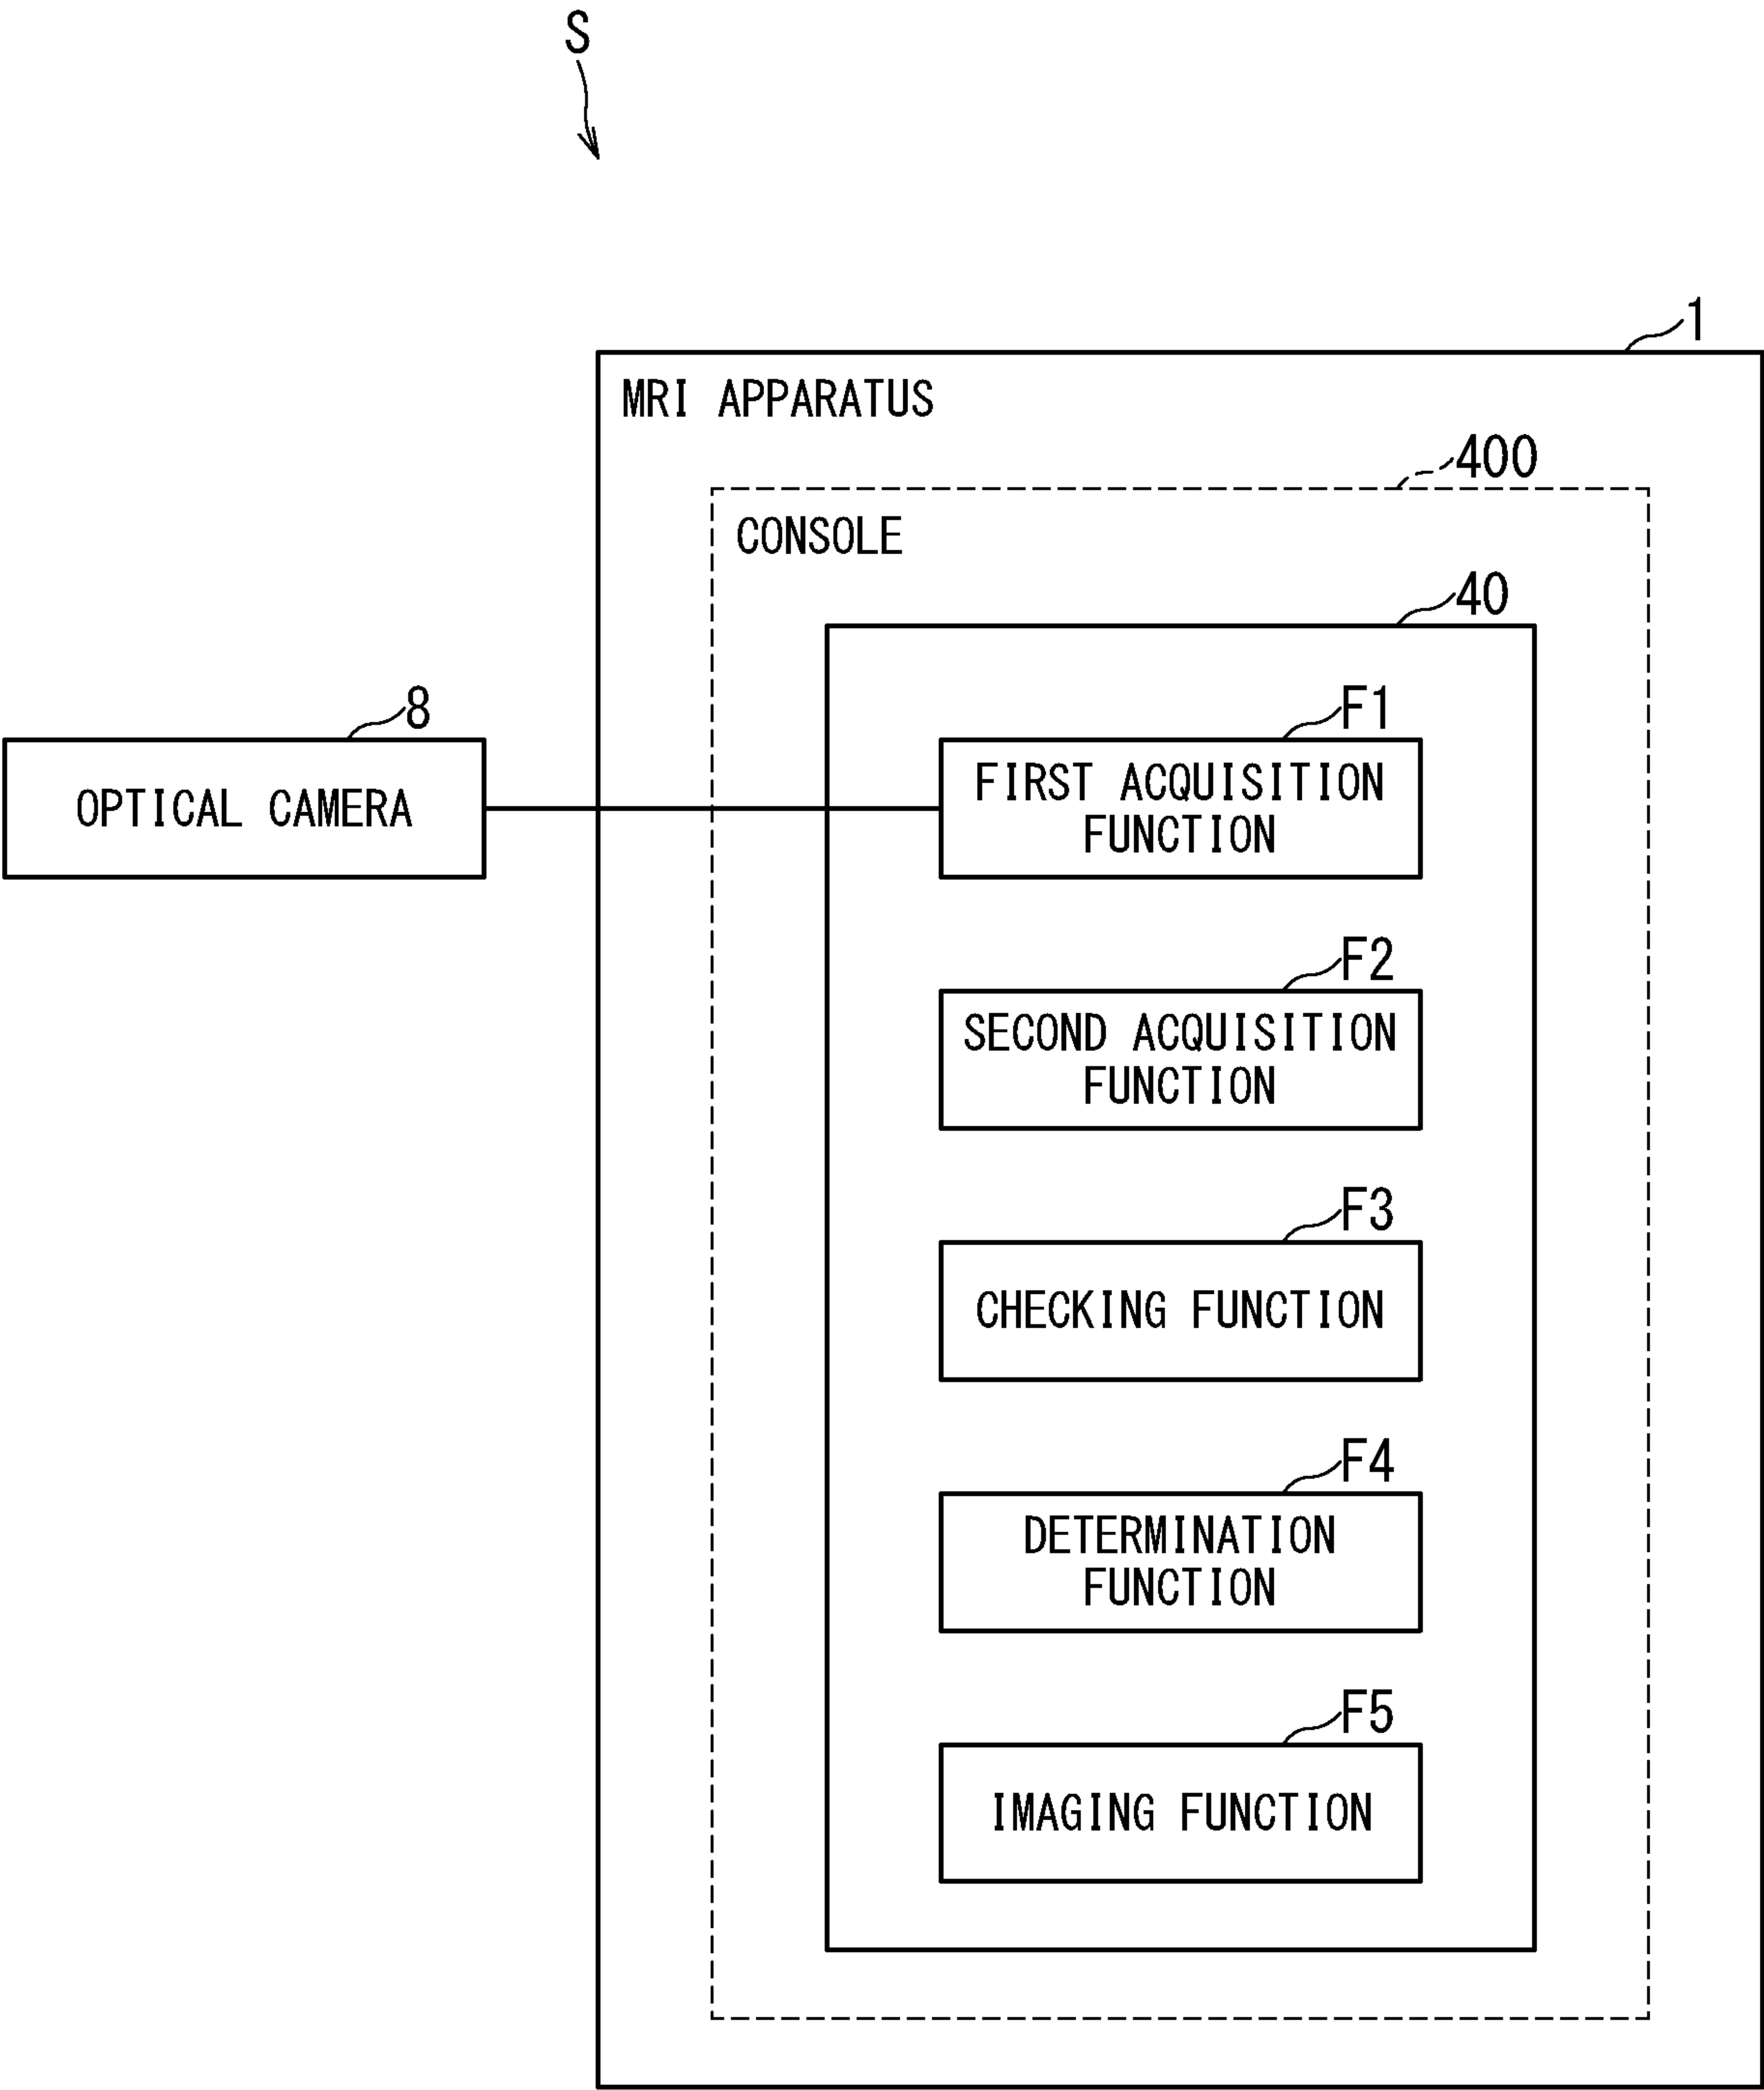 S
1
MRI APPARATUS
400
CONSOLE
40
8
OPTICAL CAMERA
F1
FIRST ACQUISITION
FUNCTION
F2
SECOND ACQUISITION
FUNCTION
F3
CHECKING FUNCTION
F4
DETERMINATION
FUNCTION
F5
IMAGING FUNCTION